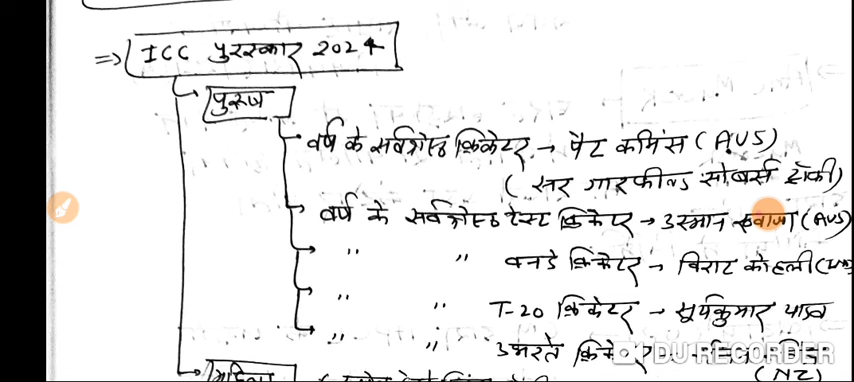 ⇒ ICC पुरस्कार 2024
पुरुष
वर्ष के सर्वश्रेष्ठ क्रिकेटर → पैट कमिंस (AUS)
(सर गारफील्ड सोबर्स ट्रॉफी)
वर्ष के सर्वश्रेष्ठ टेस्ट क्रिकेटर → उस्मान ख्वाजा (AUS)
" " वनडे क्रिकेटर → विराट कोहली
" " T-20 क्रिकेटर → सूर्यकुमार यादव
" " उभरते
DU RECORDER
(NZ)
महिला